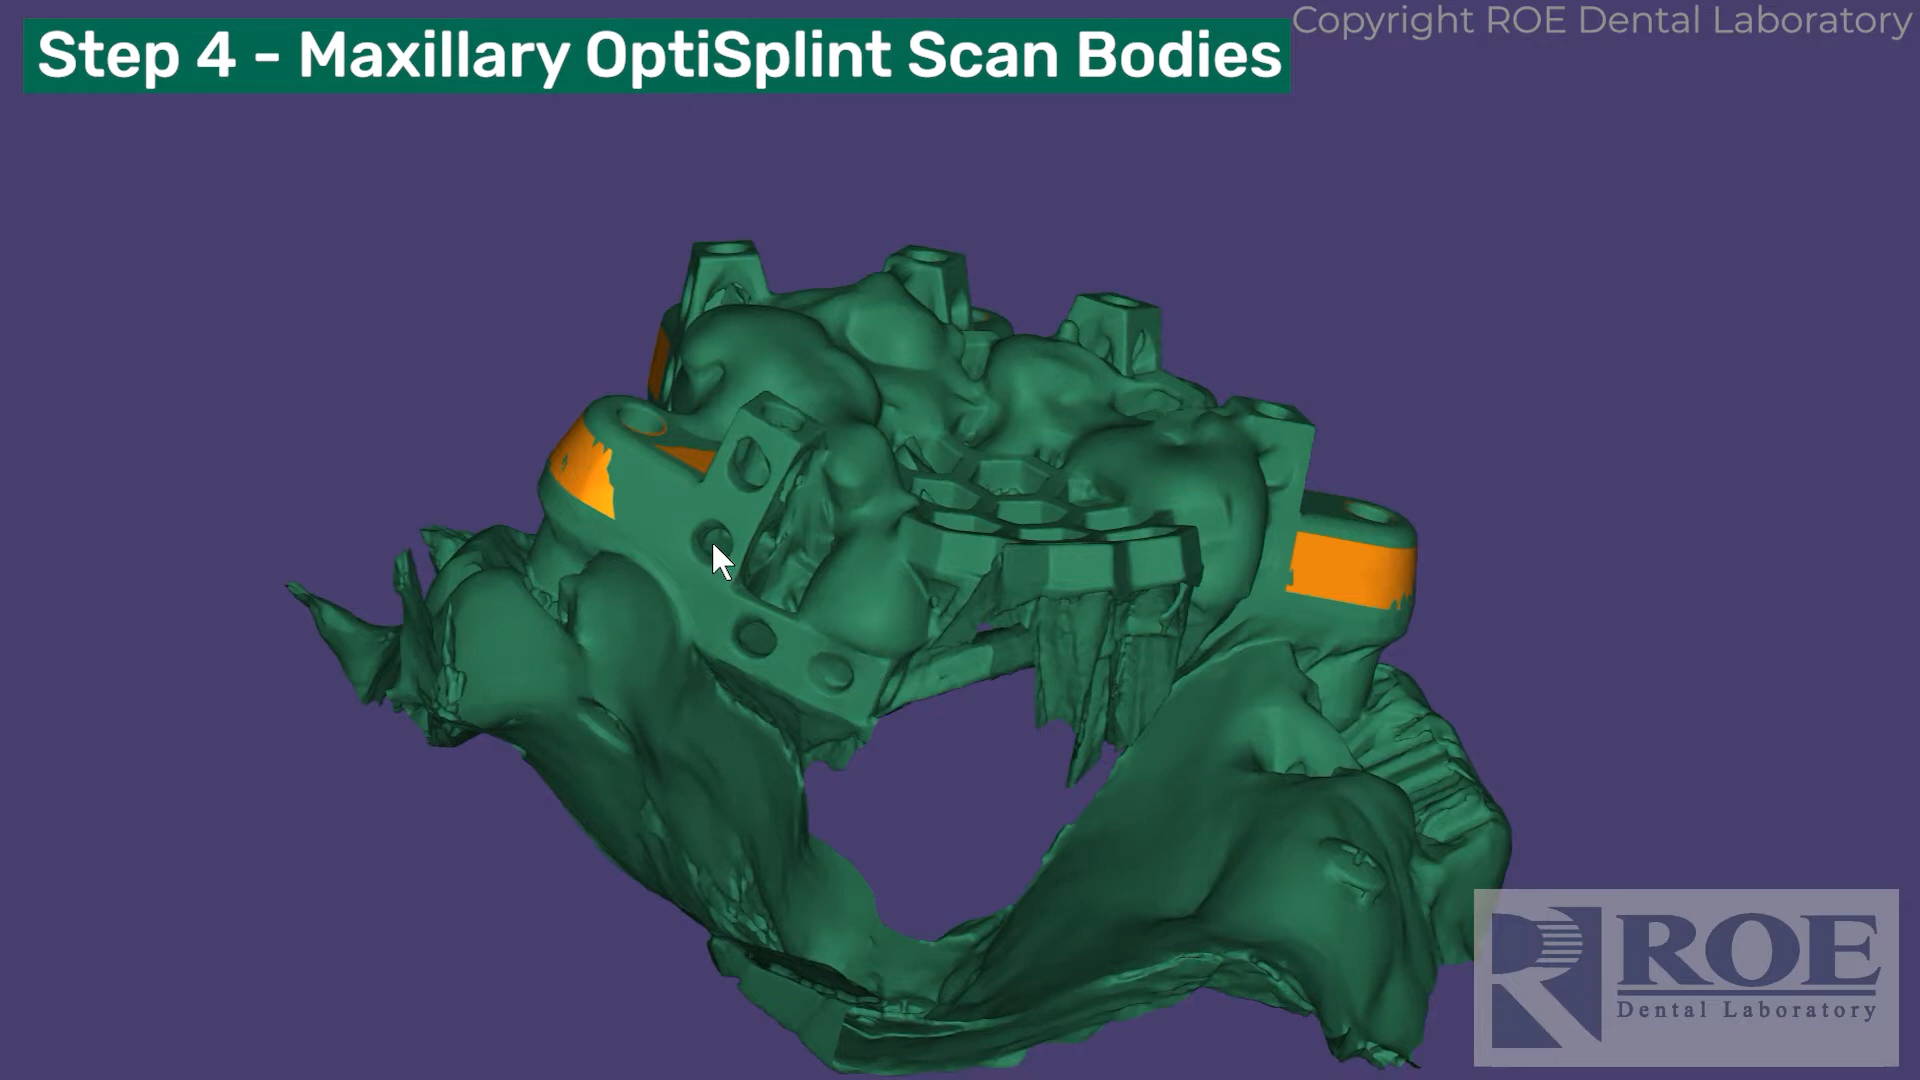 Step 4 - Maxillary OptiSplint Scan Bodies
Copyright ROE Dental Laboratory
ROE
Dental Laboratory